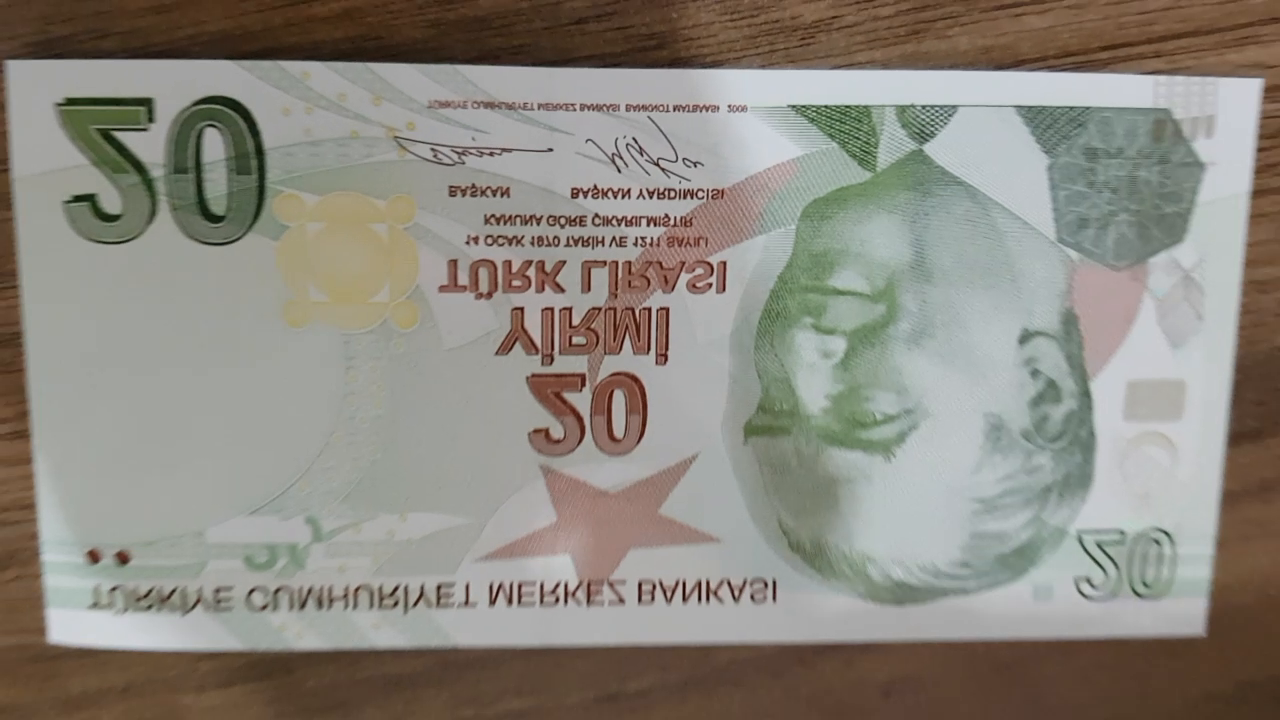 TÜRKİYE CUMHURİYET MERKEZ BANKASI
20
20
YİRMİ
TÜRK LİRASI
14 OCAK 1970 TARİH VE 1211 SAYILI
KANUNA GÖRE ÇIKARILMIŞTIR
BAŞKAN BAŞKAN YARDIMCISI
TÜRKİYE CUMHURİYET MERKEZ BANKASI BANKNOT MATBAASI 2009
20